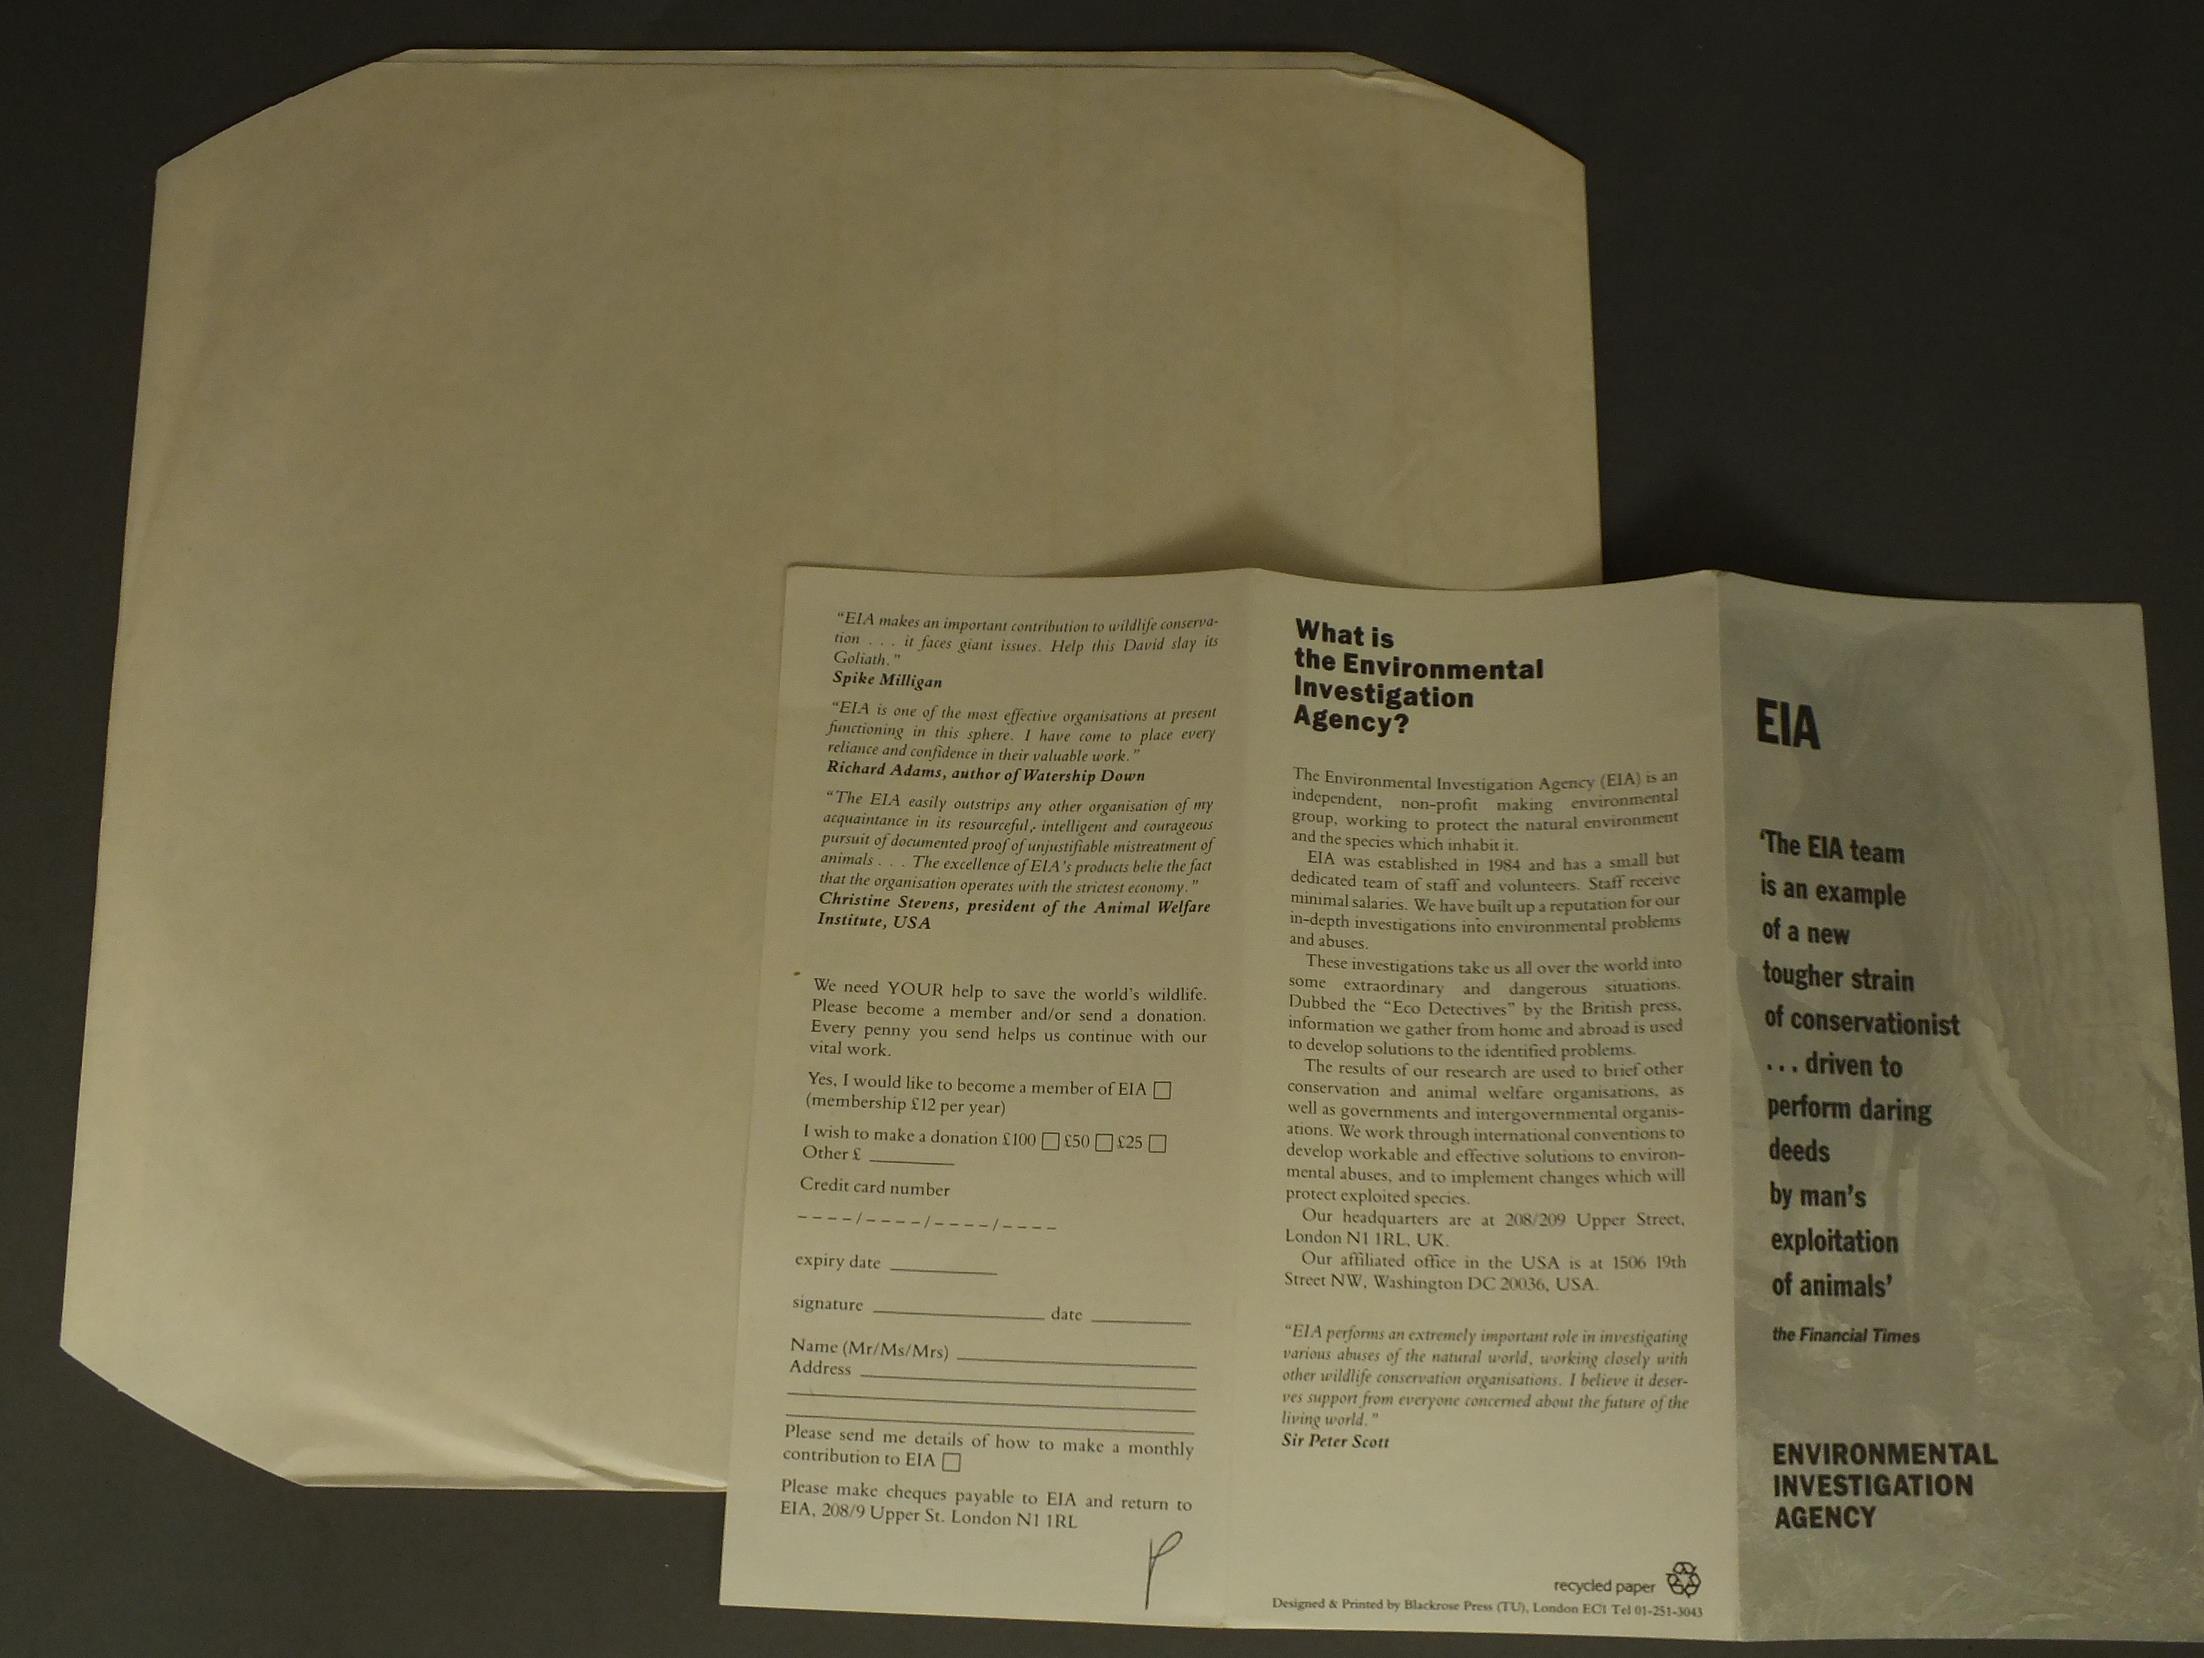 "EIA makes an important contribution to wildlife conserva-
tion . . . it faces giant issues. Help this David slay its
Goliath."
Spike Milligan
"EIA is one of the most effective organisations at present
functioning in this sphere. I have come to place every
reliance and confidence in their valuable work."
Richard Adams, author of Watership Down
"The EIA easily outstrips any other organisation of my
acquaintance in its resourceful, intelligent and courageous
pursuit of documented proof of unjustifiable mistreatment of
animals . . . The excellence of EIA's products belie the fact
that the organisation operates with the strictest economy."
Christine Stevens, president of the Animal Welfare
Institute, USA
We need YOUR help to save the world's wildlife.
Please become a member and/or send a donation.
Every penny you send helps us continue with our
vital work.
Yes, I would like to become a member of EIA □
(membership £12 per year)
I wish to make a donation £100 □ £50 □ £25 □
Other £ ________
Credit card number
– – – – / – – – – / – – – – / – – – –
expiry date ________
signature ________ date ________
Name (Mr/Ms/Mrs) ________
Address ________
Please send me details of how to make a monthly
contribution to EIA □
Please make cheques payable to EIA and return to
EIA, 208/9 Upper St. London N1 1RL
What is
the Environmental
Investigation
Agency?
The Environmental Investigation Agency (EIA) is an
independent, non-profit making environmental
group, working to protect the natural environment
and the species which inhabit it.
EIA was established in 1984 and has a small but
dedicated team of staff and volunteers. Staff receive
minimal salaries. We have built up a reputation for our
in-depth investigations into environmental problems
and abuses.
These investigations take us all over the world into
some extraordinary and dangerous situations.
Dubbed the "Eco Detectives" by the British press,
information we gather from home and abroad is used
to develop solutions to the identified problems.
The results of our research are used to brief other
conservation and animal welfare organisations, as
well as governments and intergovernmental organis-
ations. We work through international conventions to
develop workable and effective solutions to environ-
mental abuses, and to implement changes which will
protect exploited species.
Our headquarters are at 208/209 Upper Street,
London N1 1RL, UK.
Our affiliated office in the USA is at 1506 19th
Street NW, Washington DC 20036, USA.
"EIA performs an extremely important role in investigating
various abuses of the natural world, working closely with
other wildlife conservation organisations. I believe it deser-
ves support from everyone concerned about the future of the
living world."
Sir Peter Scott
recycled paper
Designed & Printed by Blackrose Press (TU), London EC1 Tel 01-251-3043
EIA
'The EIA team
is an example
of a new
tougher strain
of conservationist
. . . driven to
perform daring
deeds
by man's
exploitation
of animals'
the Financial Times
ENVIRONMENTAL
INVESTIGATION
AGENCY